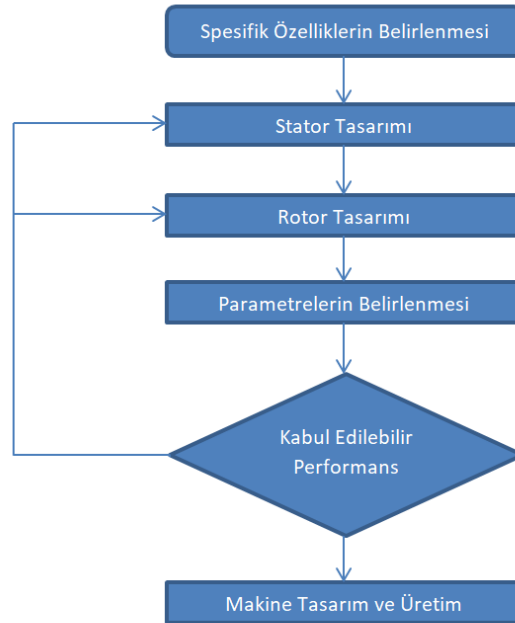 Spesifik Özelliklerin Belirlenmesi
Stator Tasarımı
Rotor Tasarımı
Parametrelerin Belirlenmesi
Kabul Edilebilir
Performans
Makine Tasarım ve Üretim